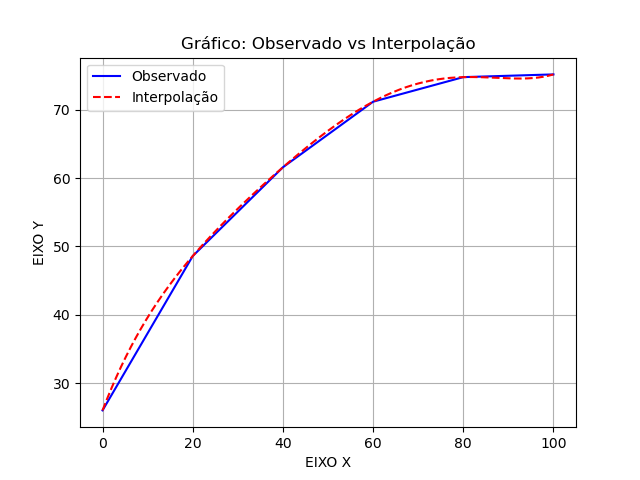 Gráfico: Observado vs Interpolação
Observado
Interpolação
70
60
50
40
30
EIXO Y
0 20 40 60 80 100
EIXO X